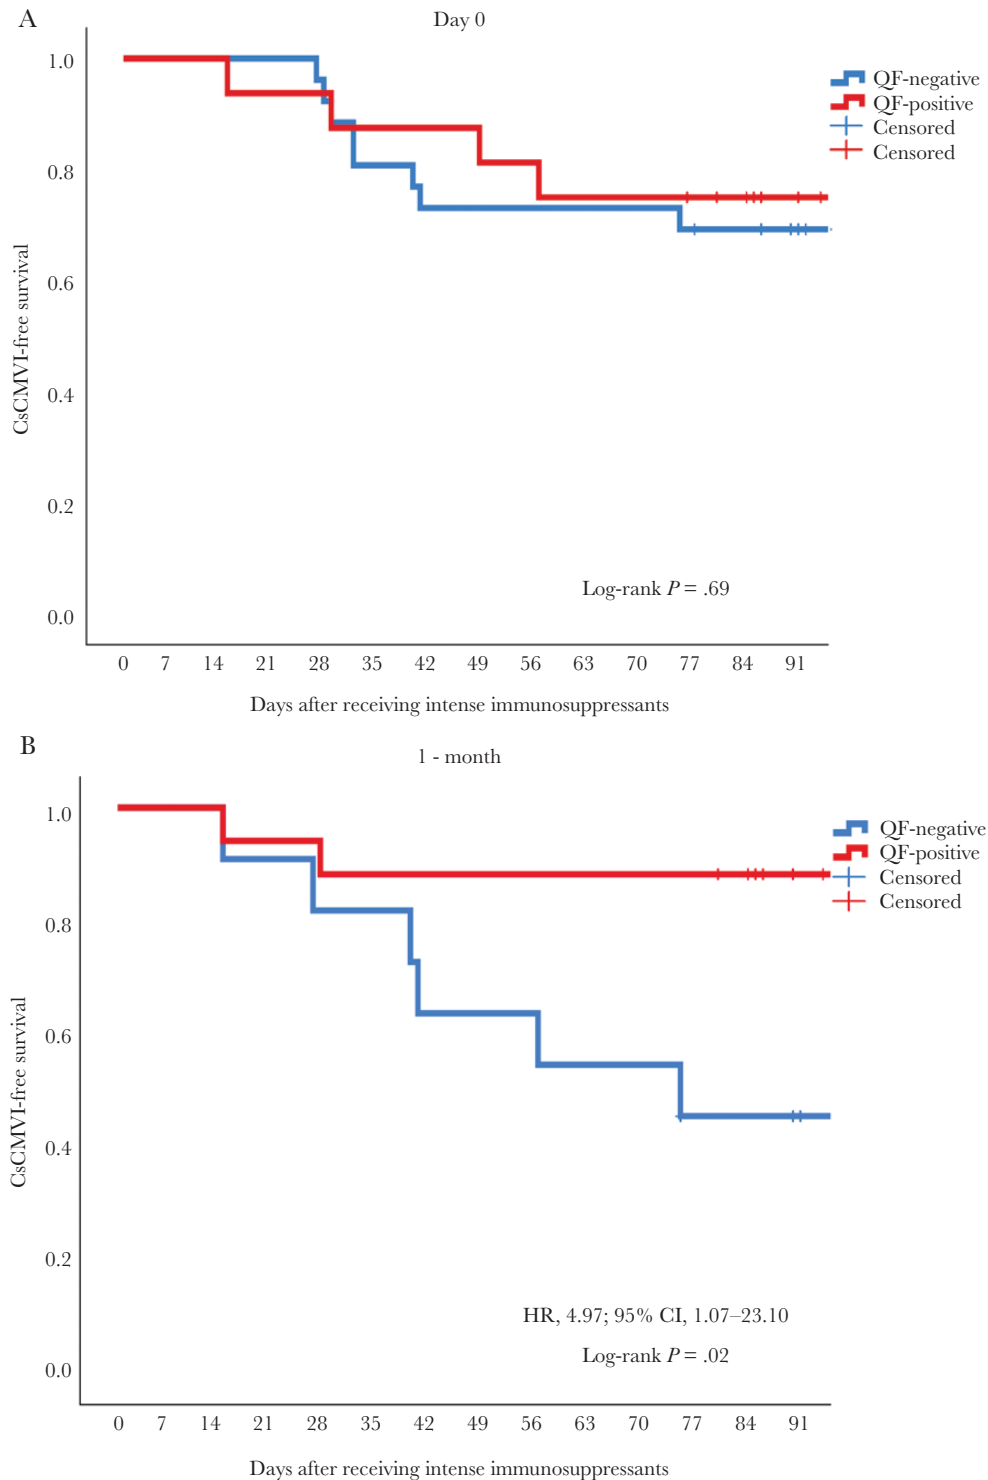 A
Day 0
1.0
0.8
0.6
0.4
0.2
0.0
CsCMVI-free survival
QF-negative
QF-positive
Censored
Censored
Log-rank P = .69
0 7 14 21 28 35 42 49 56 63 70 77 84 91
Days after receiving intense immunosuppressants
B
1 - month
1.0
0.8
0.6
0.4
0.2
0.0
CsCMVI-free survival
QF-negative
QF-positive
Censored
Censored
HR, 4.97; 95% CI, 1.07–23.10
Log-rank P = .02
0 7 14 21 28 35 42 49 56 63 70 77 84 91
Days after receiving intense immunosuppressants